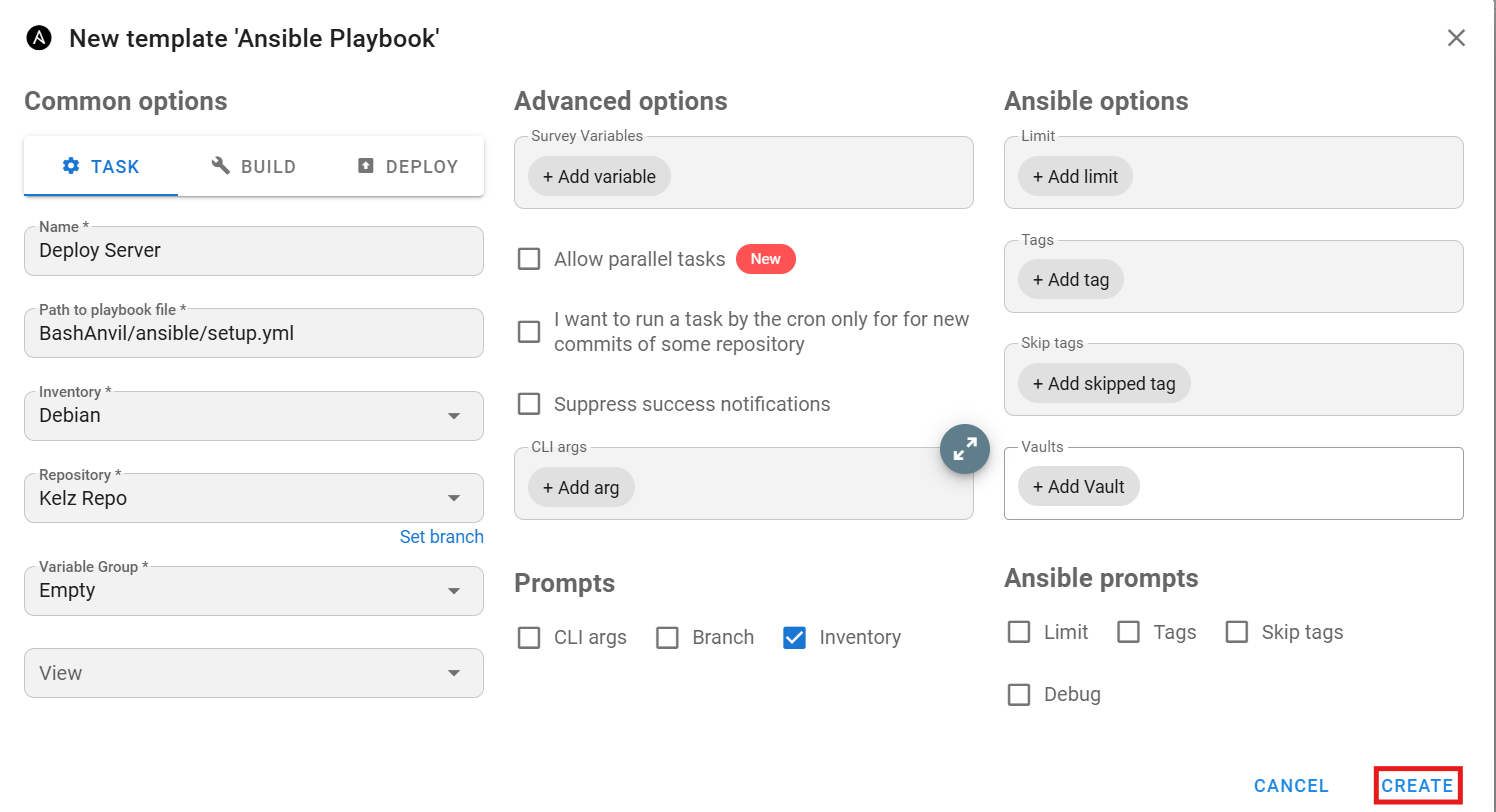 New template 'Ansible Playbook'
Common options
TASK
BUILD
DEPLOY
Name *
Deploy Server
Path to playbook file *
BashAnvil/ansible/setup.yml
Inventory *
Debian
Repository *
Kelz Repo
Set branch
Variable Group *
Empty
View
Advanced options
Survey Variables
+ Add variable
Allow parallel tasks New
I want to run a task by the cron only for for new
commits of some repository
Suppress success notifications
CLI args
+ Add arg
Prompts
CLI args
Branch
Inventory
Ansible options
Limit
+ Add limit
Tags
+ Add tag
Skip tags
+ Add skipped tag
Vaults
+ Add Vault
Ansible prompts
Limit
Tags
Skip tags
Debug
CANCEL
CREATE